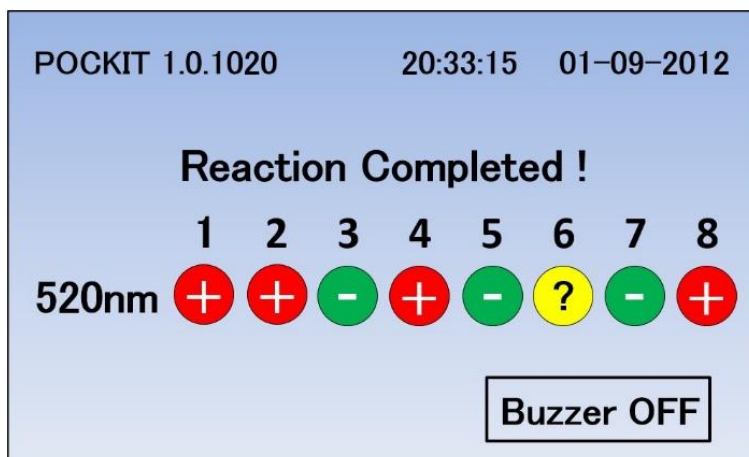 POCKIT 1.0.1020 20:33:15 01-09-2012
Reaction Completed !
1 2 3 4 5 6 7 8
520nm + + - + - ? - +
Buzzer OFF